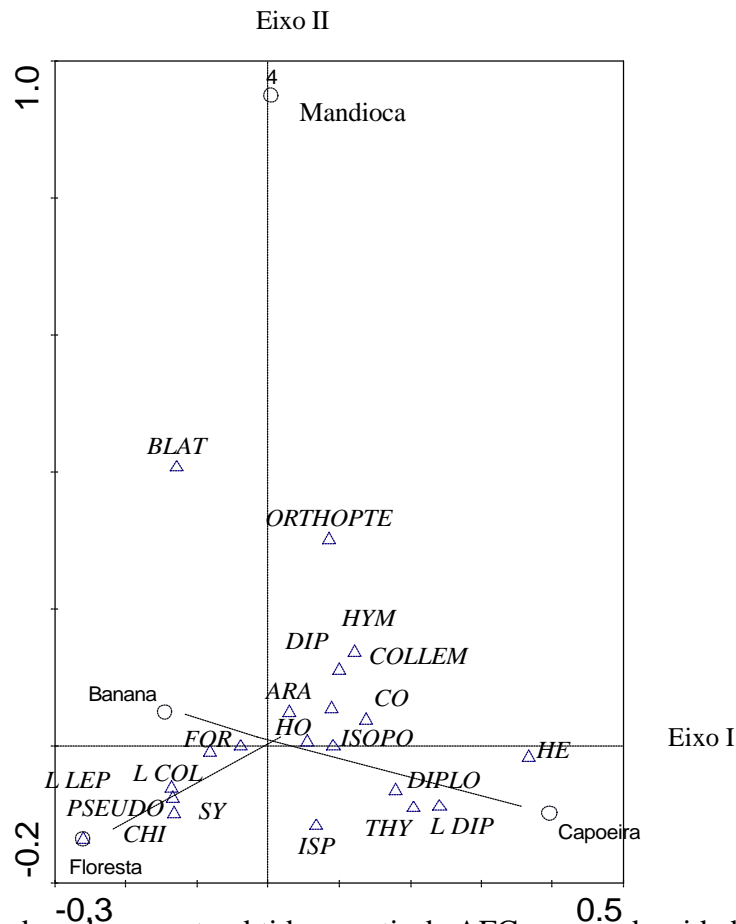 Eixo II
1.0
4
Mandioca
BLAT
ORTHOPTE
HYM
DIP
COLLEM
Banana
ARA
CO
HO
FOR
ISOPO
Eixo I
HE
L LEP
L COL
DIPLO
PSEUDO
SY
THY
L DIP
CHI
ISP
Capoeira
Floresta
-0.2
-0.3
0.5